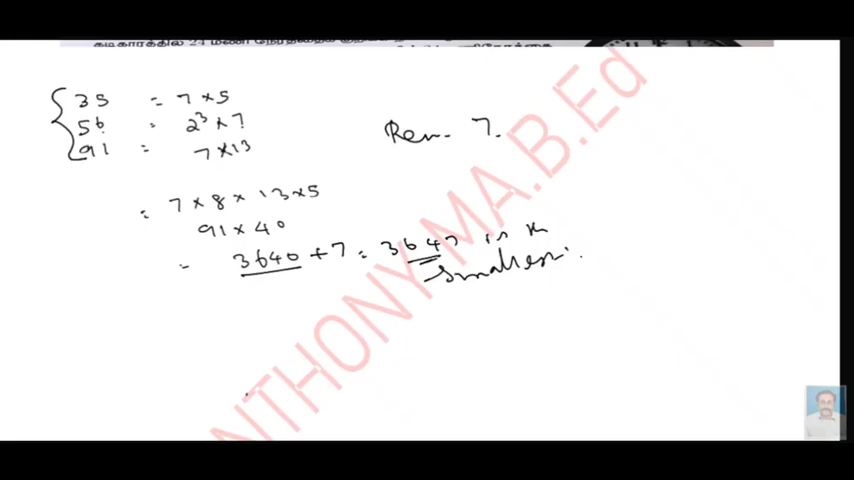 35 = 7 × 5
56 = 2³ × 7
91 = 7 × 13
Rem. 7.
= 7 × 8 × 13 × 5
91 × 40
= 3640 + 7 = 3647 is the
smallest.
ANTHONY.MA.B.Ed